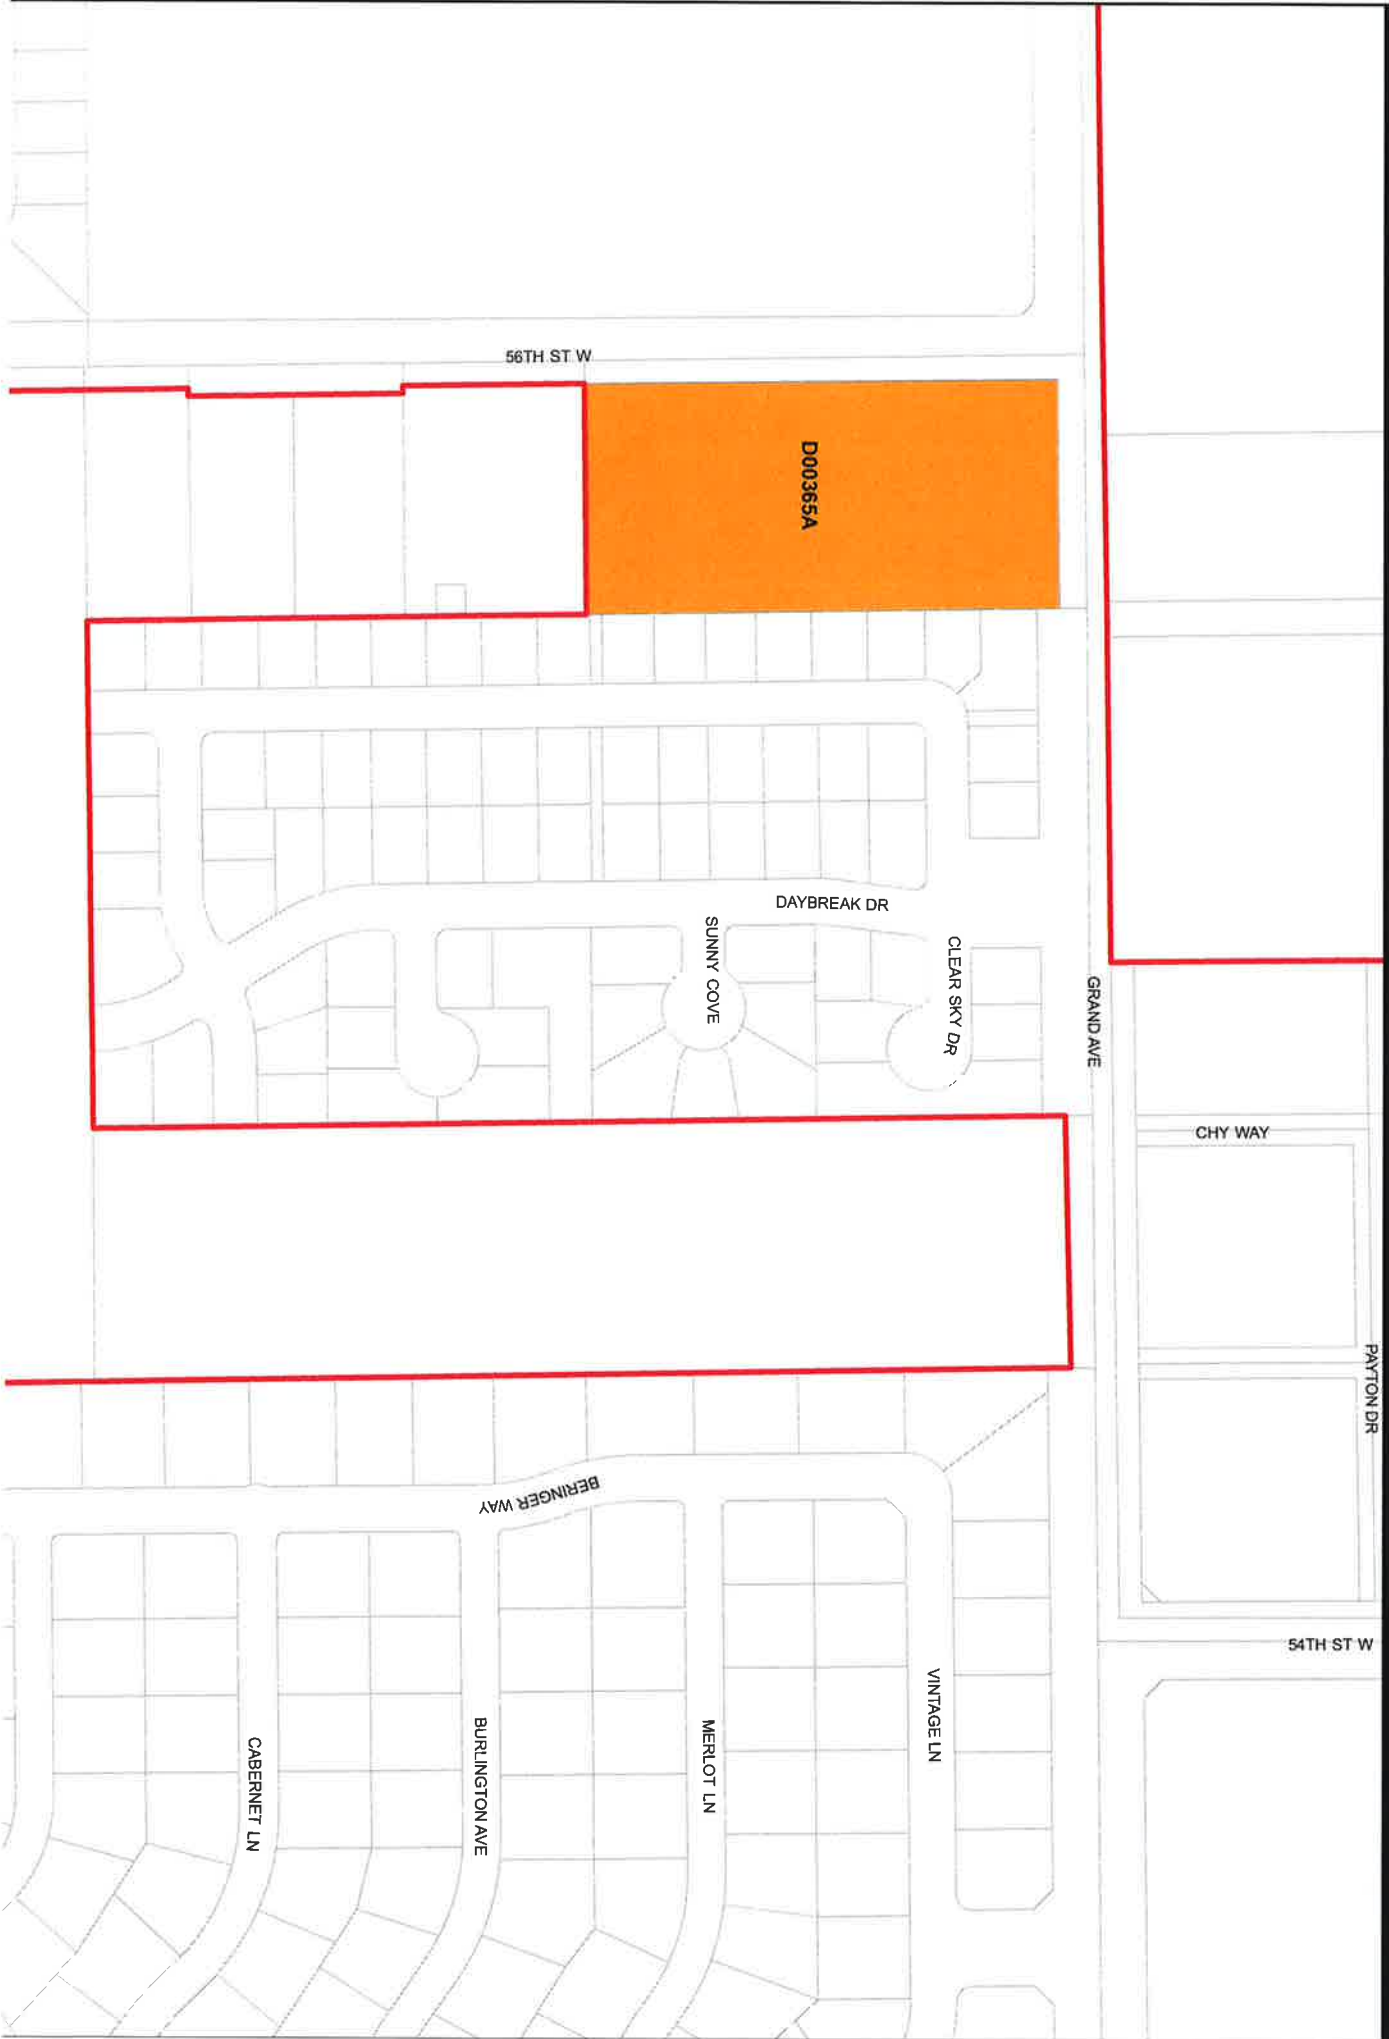 56TH ST W
D00365A
DAYBREAK DR
SUNNY COVE
CLEAR SKY DR
GRAND AVE
CHY WAY
PAYTON DR
BERINGER WAY
54TH ST W
VINTAGE LN
MERLOT LN
BURLINGTON AVE
CABERNET LN